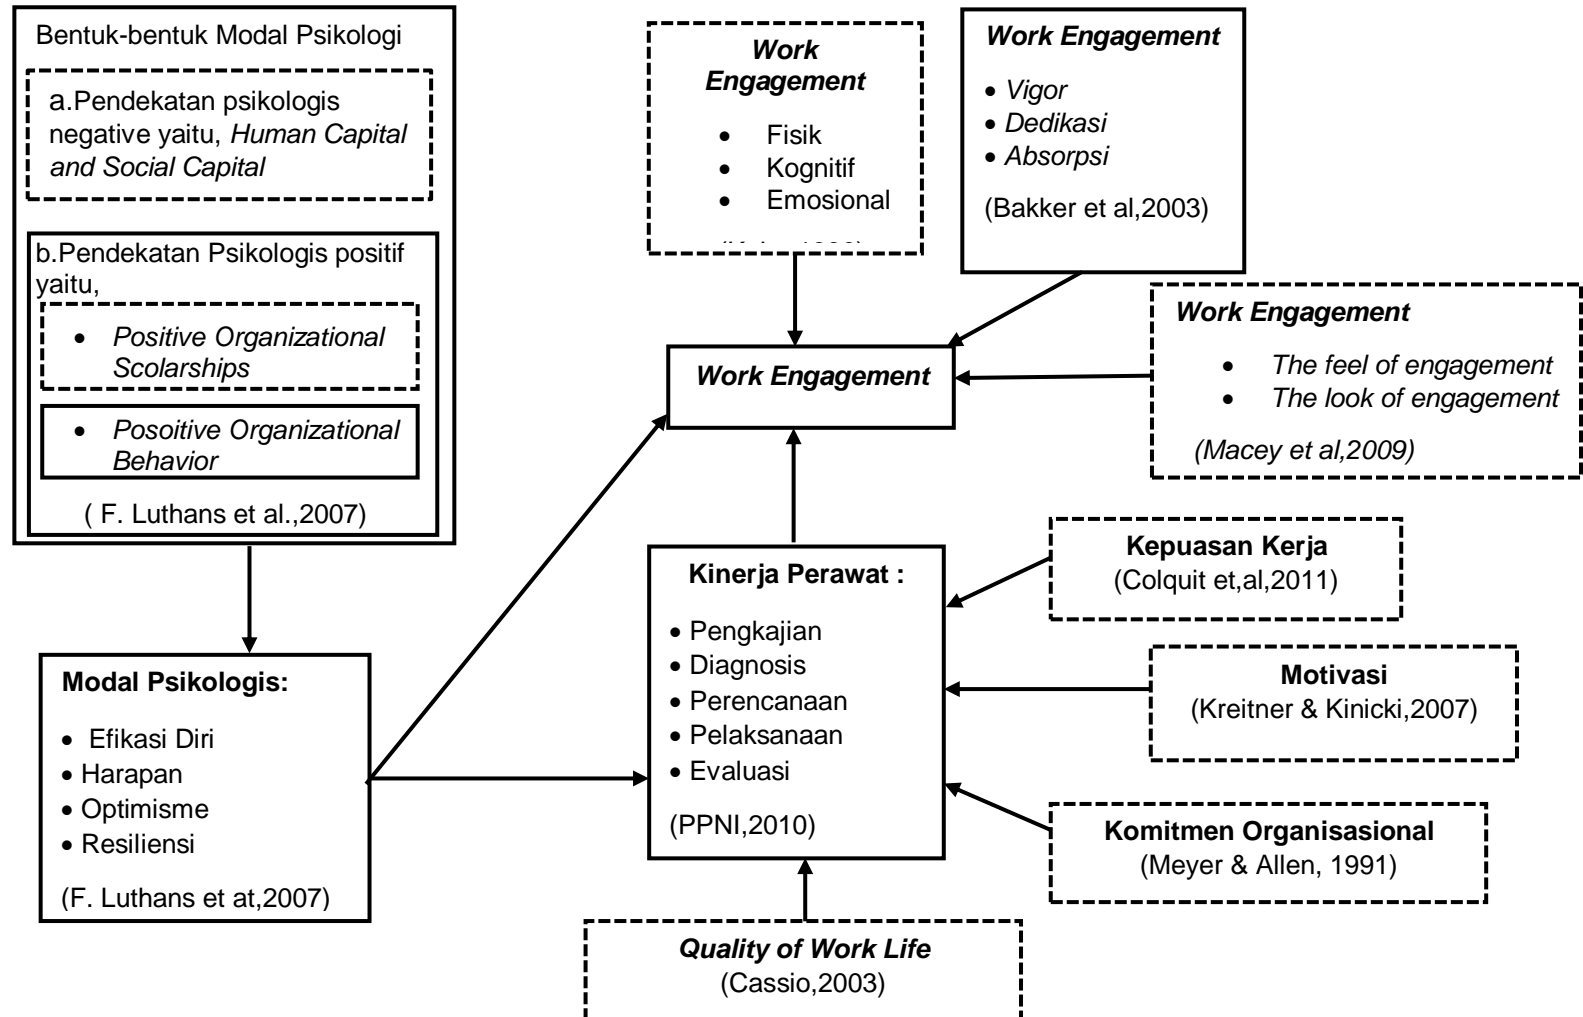 Bentuk-bentuk Modal Psikologi
a.Pendekatan psikologis
negative yaitu, Human Capital
and Social Capital
b.Pendekatan Psikologis positif
yaitu,
• Positive Organizational
Scolarships
• Posoitive Organizational
Behavior
( F. Luthans et al.,2007)
Modal Psikologis:
• Efikasi Diri
• Harapan
• Optimisme
• Resiliensi
(F. Luthans et at,2007)
Work
Engagement
• Fisik
• Kognitif
• Emosional
Work Engagement
• Vigor
• Dedikasi
• Absorpsi
(Bakker et al,2003)
Work Engagement
• The feel of engagement
• The look of engagement
(Macey et al,2009)
Work Engagement
Kinerja Perawat :
• Pengkajian
• Diagnosis
• Perencanaan
• Pelaksanaan
• Evaluasi
(PPNI,2010)
Kepuasan Kerja
(Colquit et,al,2011)
Motivasi
(Kreitner & Kinicki,2007)
Komitmen Organisasional
(Meyer & Allen, 1991)
Quality of Work Life
(Cassio,2003)